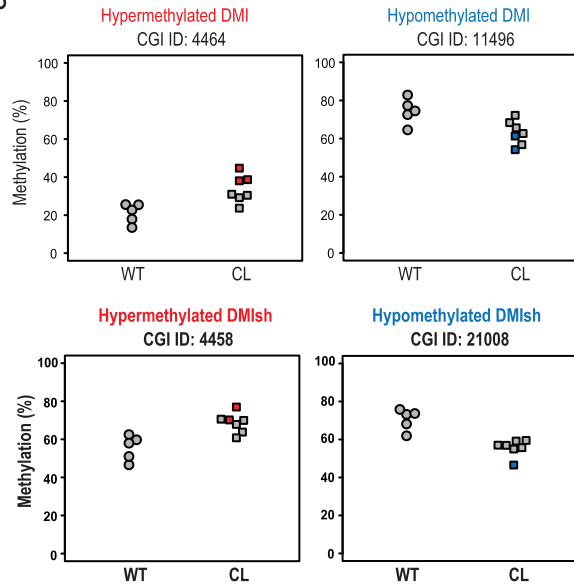 Hypermethylated DMI
CGI ID: 4464
Methylation (%)
100
80
60
40
20
0
WT
CL
Hypomethylated DMI
CGI ID: 11496
100
80
60
40
20
0
WT
CL
Hypermethylated DMIsh
CGI ID: 4458
Methylation (%)
100
80
60
40
20
0
WT
CL
Hypomethylated DMIsh
CGI ID: 21008
100
80
60
40
20
0
WT
CL